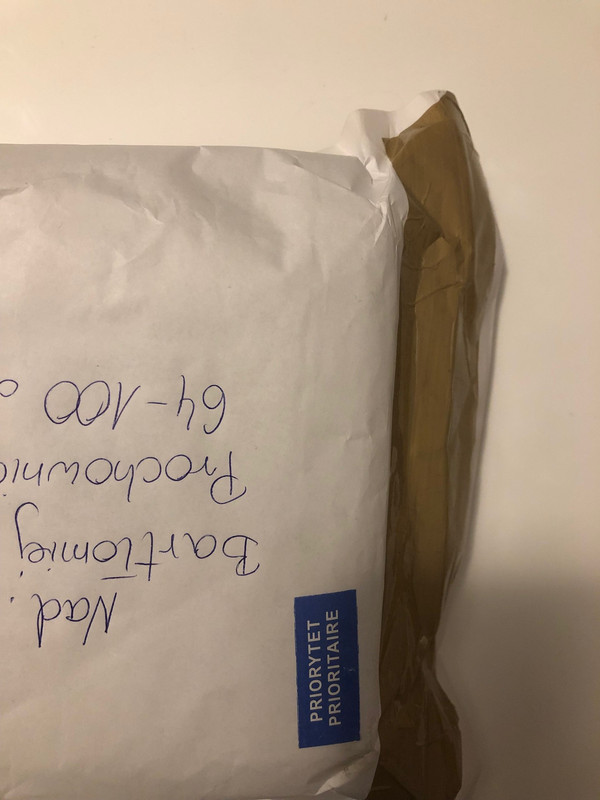 Nad.:
Bartłomiej
Prochowni
64-100
PRIORYTET
PRIORITAIRE